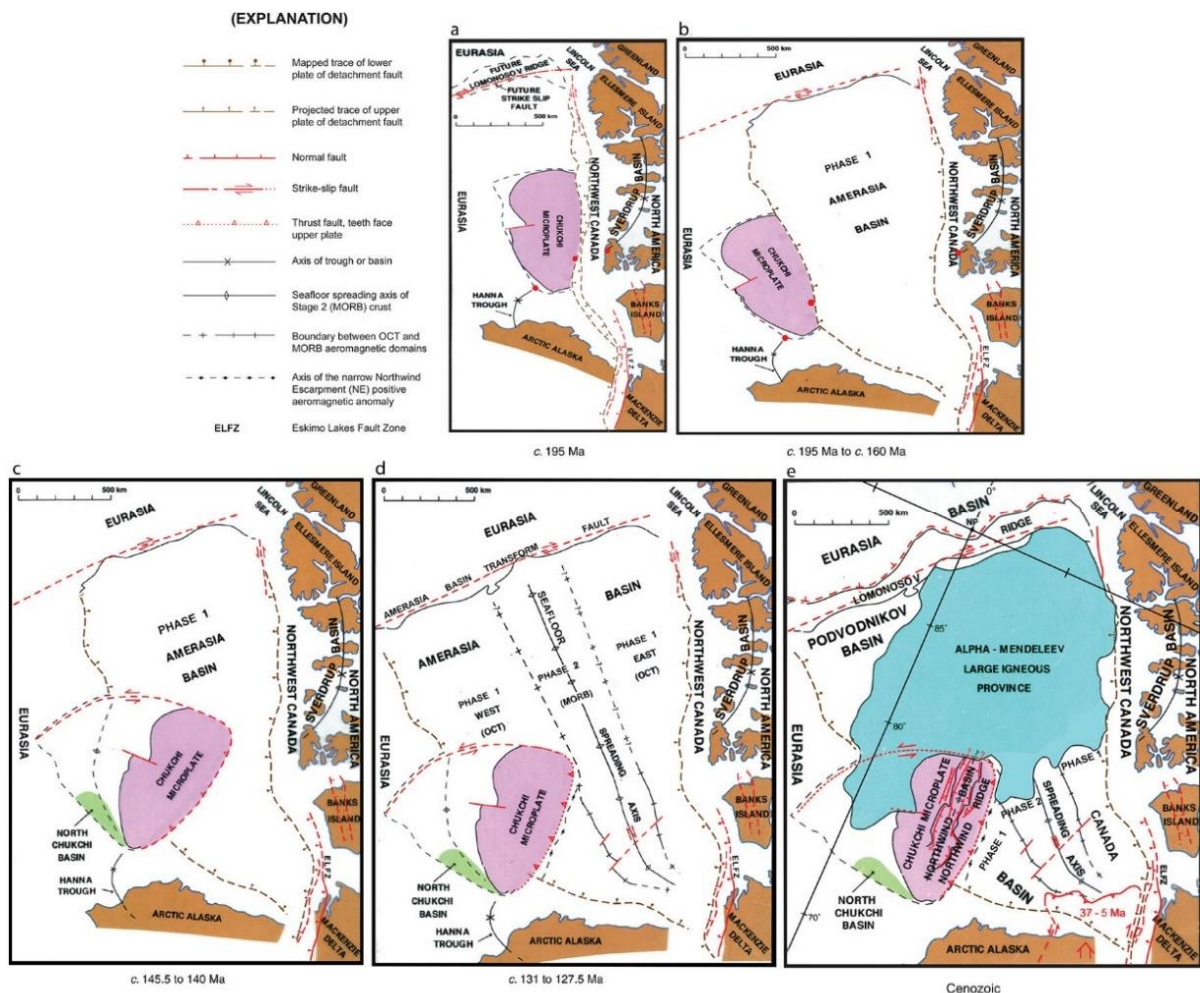 (EXPLANATION)
Mapped trace of lower
plate of detachment fault
Projected trace of upper
plate of detachment fault
Normal fault
Strike-slip fault
Thrust fault, teeth face
upper plate
Axis of trough or basin
Seafloor spreading axis of
Stage 2 (MORB) crust
Boundary between OCT and
MORB aeromagnetic domains
Axis of the narrow Northwind
Escarpment (NE) positive
aeromagnetic anomaly
ELFZ
Eskimo Lakes Fault Zone
a
EURASIA
FUTURE
LOMONOSOV RIDGE
FUTURE
STRIKE SLIP
FAULT
500 km
LINCOLN
SEA
GREENLAND
ELLESMERE ISLAND
EURASIA
CHUKCHI
MICROPLATE
NORTHWEST CANADA
SVERDRUP BASIN
NORTH AMERICA
HANNA
TROUGH
BANKS
ISLAND
ELFZ
ARCTIC ALASKA
MACKENZIE
DELTA
c. 195 Ma
b
0
500 km
EURASIA
LINCOLN
SEA
GREENLAND
ELLESMERE ISLAND
PHASE 1
AMERASIA
BASIN
CHUKCHI
MICROPLATE
NORTHWEST CANADA
SVERDRUP BASIN
NORTH AMERICA
BANKS
ISLAND
HANNA
TROUGH
ELFZ
ARCTIC ALASKA
MACKENZIE
DELTA
c. 195 Ma to c. 160 Ma
c
0
500 km
EURASIA
LINCOLN
SEA
GREENLAND
ELLESMERE ISLAND
PHASE 1
AMERASIA
BASIN
EURASIA
CHUKCHI
MICROPLATE
NORTHWEST CANADA
SVERDRUP BASIN
NORTH AMERICA
BANKS
ISLAND
NORTH
CHUKCHI
BASIN
HANNA
TROUGH
ELFZ
ARCTIC ALASKA
MACKENZIE
DELTA
c. 145.5 to 140 Ma
d
0
500 km
EURASIA
LINCOLN
SEA
GREENLAND
ELLESMERE ISLAND
AMERASIA BASIN TRANSFORM FAULT
AMERASIA
BASIN
SEAFLOOR
SPREADING
AXIS
PHASE 1
WEST
(OCT)
PHASE 2
(MORB)
PHASE 1
EAST
(OCT)
EURASIA
CHUKCHI
MICROPLATE
NORTHWEST CANADA
SVERDRUP BASIN
NORTH AMERICA
BANKS
ISLAND
NORTH
CHUKCHI
BASIN
HANNA
TROUGH
ELFZ
ARCTIC ALASKA
MACKENZIE
DELTA
c. 131 to 127.5 Ma
e
0
500 km
0°
NP
EURASIA
BASIN
LOMONOSOV
RIDGE
LINCOLN
SEA
GREENLAND
ELLESMERE ISLAND
PODVODNIKOV
BASIN
85°
80°
70°
ALPHA - MENDELEEV
LARGE IGNEOUS
PROVINCE
EURASIA
CHUKCHI MICROPLATE
NORTHWIND BASIN
NORTHWIND RIDGE
PHASE 1
PHASE 2
SPREADING
AXIS
PHASE 1
CANADA
BASIN
NORTHWEST CANADA
SVERDRUP BASIN
NORTH AMERICA
BANKS
ISLAND
NORTH
CHUKCHI
BASIN
37 - 5 Ma
ELFZ
ARCTIC ALASKA
MACKENZIE
DELTA
Cenozoic